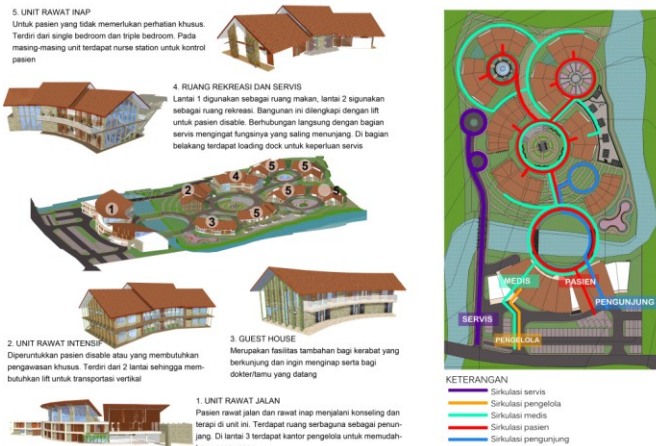 5. UNIT RAWAT INAP
Untuk pasien yang tidak memerlukan perhatian khusus.
Terdiri dari single bedroom dan triple bedroom. Pada
masing-masing unit terdapat nurse station untuk kontrol
pasien
4. RUANG REKREASI DAN SERVIS
Lantai 1 digunakan sebagai ruang makan, lantai 2 sigunakan
sebagai ruang rekreasi. Bangunan ini dilengkapi dengan lift
untuk pasien disable. Berhubungan langsung dengan bagian
servis mengingat fungsinya yang saling menunjang. Di bagian
belakang terdapat loading dock untuk keperluan servis
1
2
3
4
5
5
5
5
5
5
2. UNIT RAWAT INTENSIF
Diperuntukkan pasien disable atau yang membutuhkan
pengawasan khusus. Terdiri dari 2 lantai sehingga mem-
butuhkan lift untuk transportasi vertikal
3. GUEST HOUSE
Merupakan fasilitas tambahan bagi kerabat yang
berkunjung dan ingin menginap serta bagi
dokter/tamu yang datang
1. UNIT RAWAT JALAN
Pasien rawat jalan dan rawat inap menjalani konseling dan
terapi di unit ini. Terdapat ruang serbaguna sebagai penun-
jang. Di lantai 3 terdapat kantor pengelola untuk memudah-
MEDIS
PASIEN
PENGUNJUNG
SERVIS
PENGELOLA
KETERANGAN
Sirkulasi servis
Sirkulasi pengelola
Sirkulasi medis
Sirkulasi pasien
Sirkulasi pengunjung